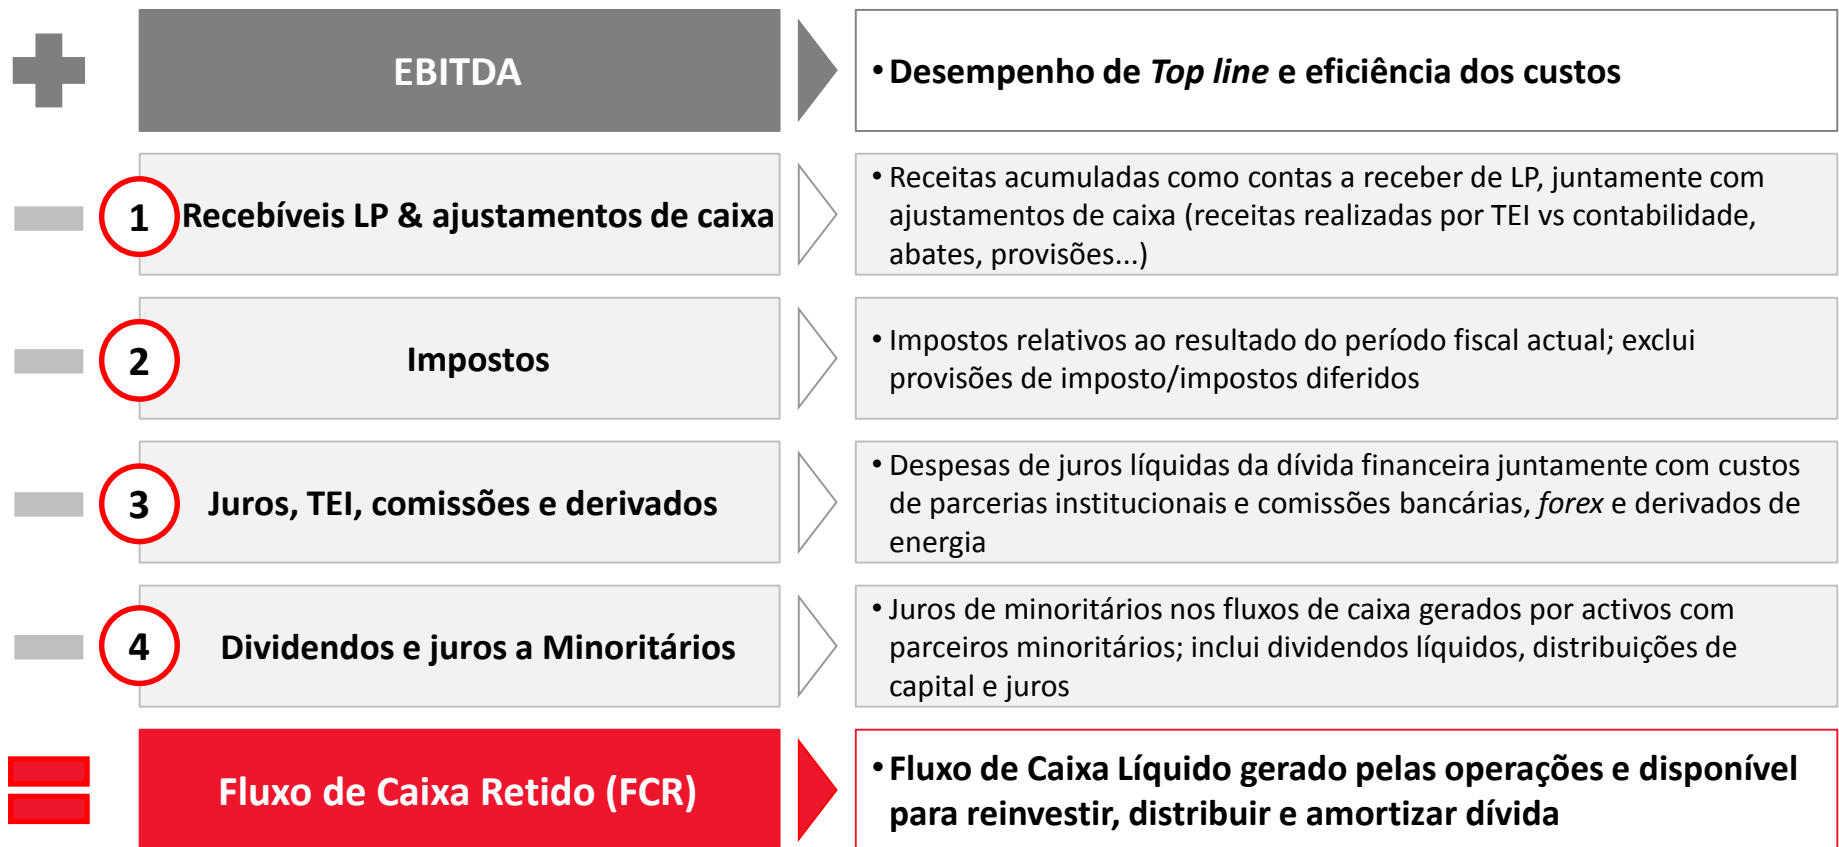 EBITDA
• Desempenho de Top line e eficiência dos custos
1
Recebíveis LP & ajustamentos de caixa
• Receitas acumuladas como contas a receber de LP, juntamente com
ajustamentos de caixa (receitas realizadas por TEI vs contabilidade,
abates, provisões...)
2
Impostos
• Impostos relativos ao resultado do período fiscal actual; exclui
provisões de imposto/impostos diferidos
3
Juros, TEI, comissões e derivados
• Despesas de juros líquidas da dívida financeira juntamente com custos
de parcerias institucionais e comissões bancárias, forex e derivados de
energia
4
Dividendos e juros a Minoritários
• Juros de minoritários nos fluxos de caixa gerados por activos com
parceiros minoritários; inclui dividendos líquidos, distribuições de
capital e juros
Fluxo de Caixa Retido (FCR)
• Fluxo de Caixa Líquido gerado pelas operações e disponível
para reinvestir, distribuir e amortizar dívida